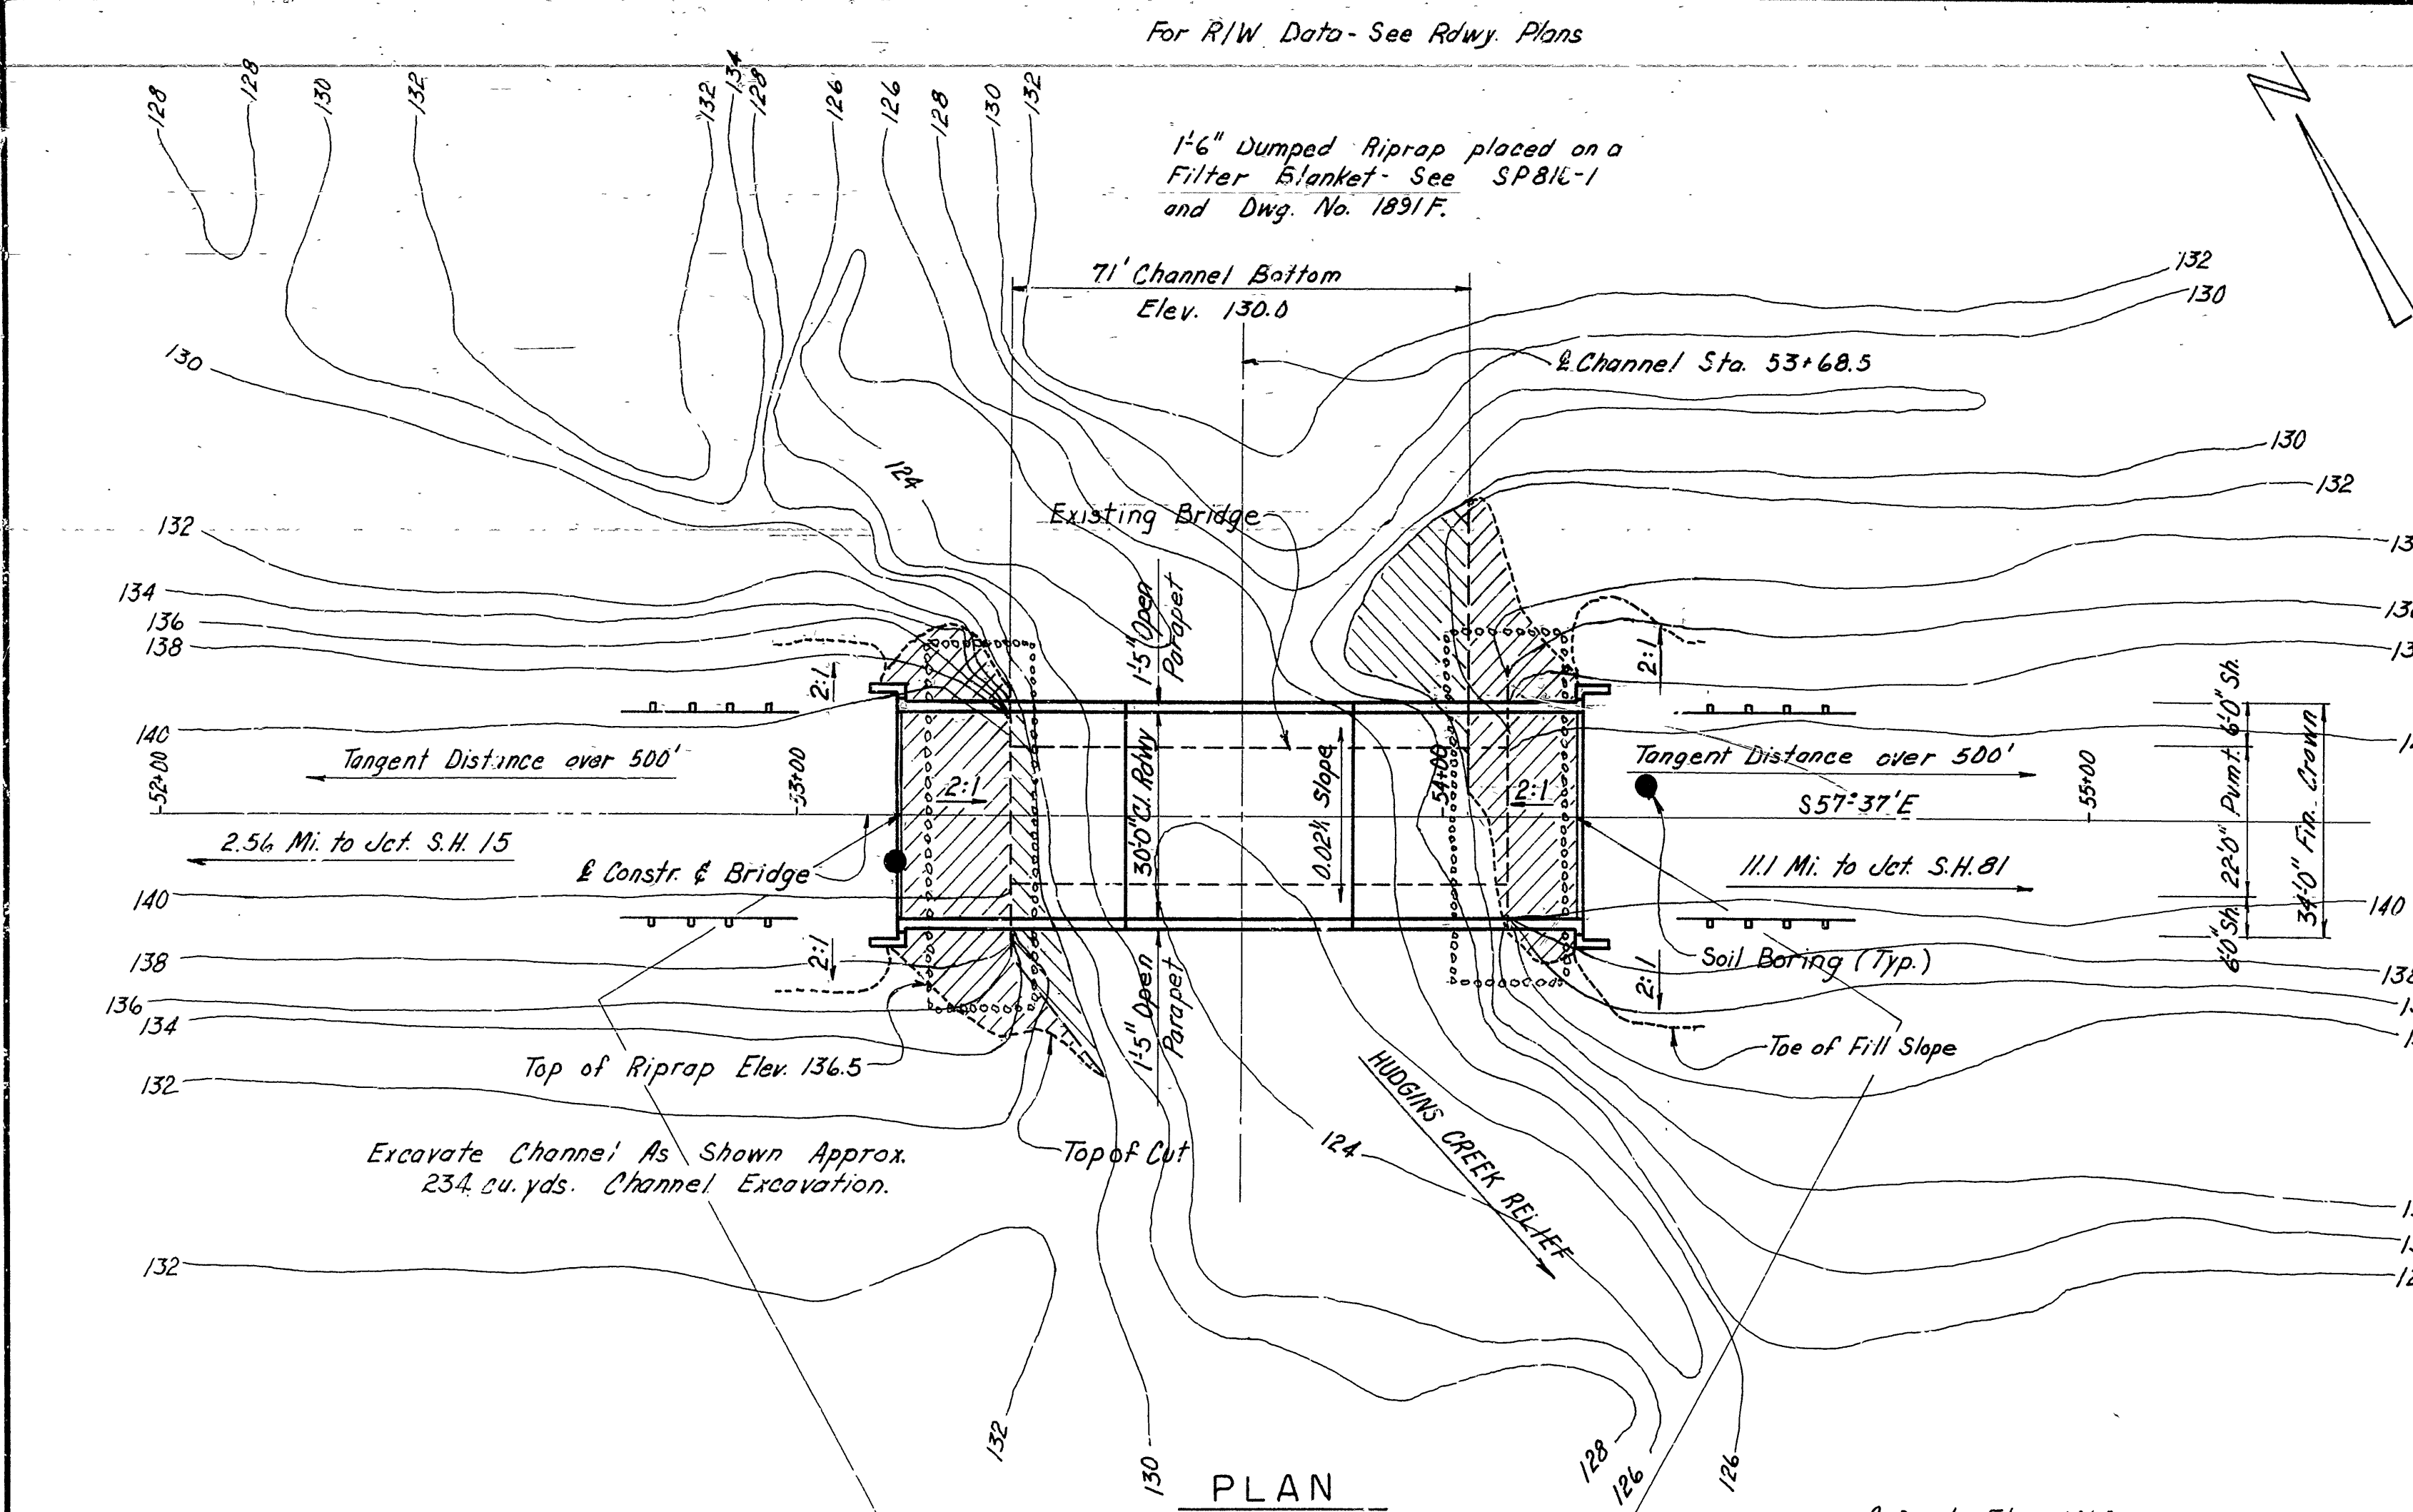 For R/W Data - See Rdwy. Plans
128
128
130
132
132
134
128
126
126
128
130
132
N
1'-6" Dumped Riprap placed on a
Filter Blanket - See
and Dwg. No. 1891F.
71' Channel Bottom
Elev. 130.0
132
130
℄ Channel Sta. 53+68.5
130
124
130
132
Existing Bridge
132
134
136
138
140
1'-5" Open
Parapet
2:1
2:1
52+00
Tangent Distance over 500'
53+00
2:1
30'-0" Cl. Rdwy
0.021 Slope
54+00
2:1
Tangent Distance over 500'
S57°37'E
55+00
6'-0" Sh.
22'-0" Pvmt.
6'-0" Sh.
34'-0" Fin. Crown
2.56 Mi. to Jct. S.H. 15
℄ Constr. & Bridge
11.1 Mi. to Jct. S.H. 81
140
140
138
2:1
1'-5" Open
Parapet
2:1
Soil Boring (Typ.)
138
136
134
Top of Riprap Elev. 136.5
Toe of Fill Slope
132
Excavate Channel As Shown Approx.
234 cu. yds. Channel Excavation.
Top of Cut
124
HUDGINS CREEK RELIEF
132
132
130
128
126
126
PLAN